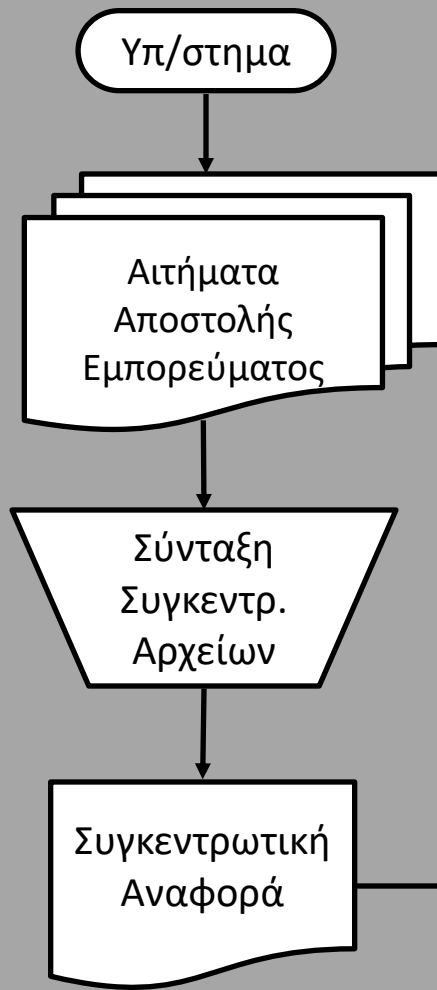 Υπ/στημα
Αιτήματα
Αποστολής
Εμπορεύματος
Σύνταξη
Συγκεντρ.
Αρχείων
Συγκεντρωτική
Αναφορά